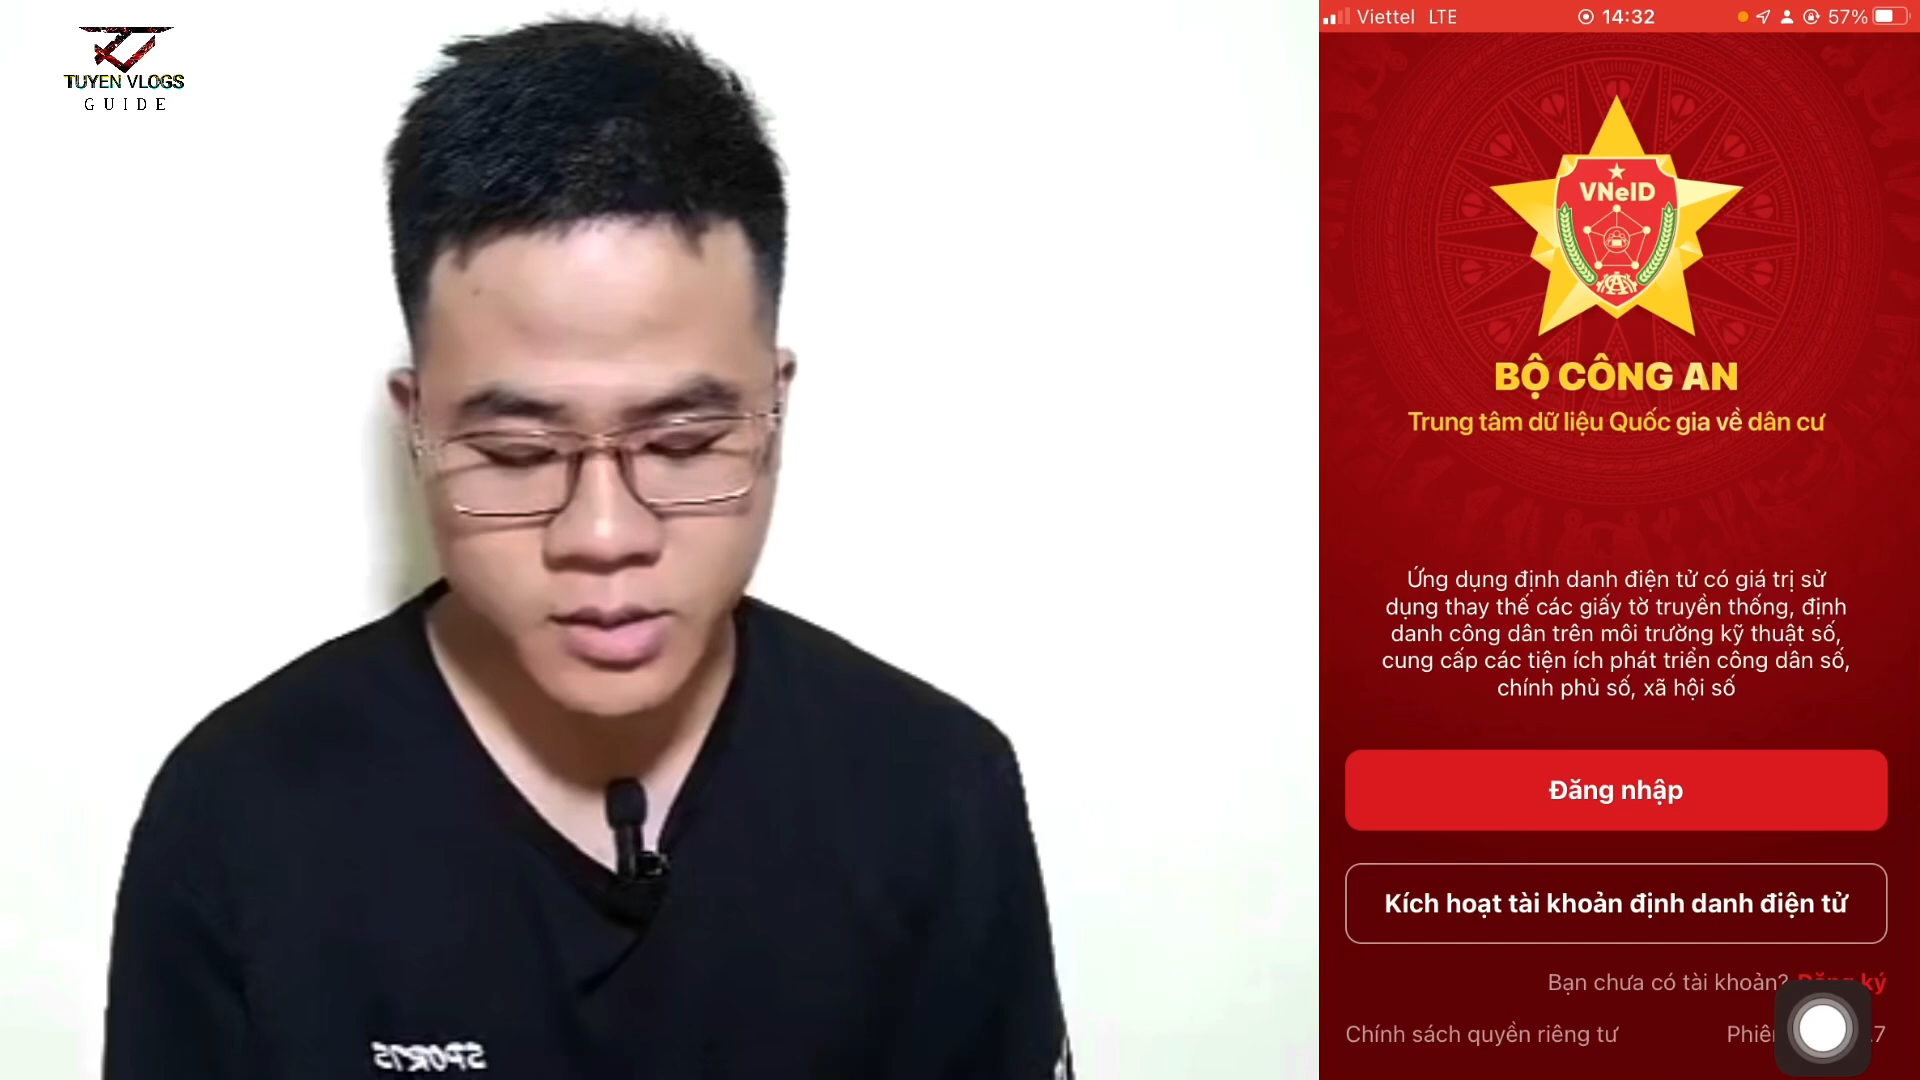 TUYEN VLOGS
GUIDE
SPORTS
Viettel LTE
14:32
57%
VNeID
BỘ CÔNG AN
Trung tâm dữ liệu Quốc gia về dân cư
Ứng dụng định danh điện tử có giá trị sử
dụng thay thế các giấy tờ truyền thống, định
danh công dân trên môi trường kỹ thuật số,
cung cấp các tiện ích phát triển công dân số,
chính phủ số, xã hội số
Đăng nhập
Kích hoạt tài khoản định danh điện tử
Bạn chưa có tài khoản? Đăng ký
Chính sách quyền riêng tư